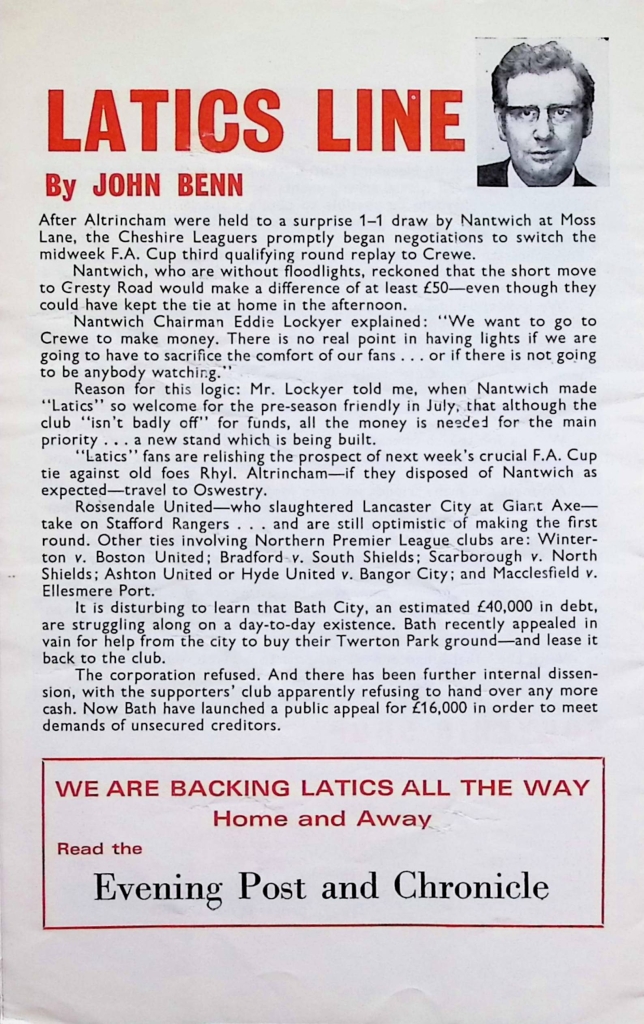 LATICS LINE
By JOHN BENN
After Altrincham were held to a surprise 1–1 draw by Nantwich at Moss
Lane, the Cheshire Leaguers promptly began negotiations to switch the
midweek F.A. Cup third qualifying round replay to Crewe.
Nantwich, who are without floodlights, reckoned that the short move
to Gresty Road would make a difference of at least £50—even though they
could have kept the tie at home in the afternoon.
Nantwich Chairman Eddie Lockyer explained: "We want to go to
Crewe to make money. There is no real point in having lights if we are
going to have to sacrifice the comfort of our fans . . . or if there is not going
to be anybody watching."
Reason for this logic: Mr. Lockyer told me, when Nantwich made
"Latics" so welcome for the pre-season friendly in July, that although the
club "isn't badly off" for funds, all the money is needed for the main
priority . . . a new stand which is being built.
"Latics" fans are relishing the prospect of next week's crucial F.A. Cup
tie against old foes Rhyl. Altrincham—if they disposed of Nantwich as
expected—travel to Oswestry.
Rossendale United—who slaughtered Lancaster City at Giant Axe—
take on Stafford Rangers . . . and are still optimistic of making the first
round. Other ties involving Northern Premier League clubs are: Winter-
ton v. Boston United; Bradford v. South Shields; Scarborough v. North
Shields; Ashton United or Hyde United v. Bangor City; and Macclesfield v.
Ellesmere Port.
It is disturbing to learn that Bath City, an estimated £40,000 in debt,
are struggling along on a day-to-day existence. Bath recently appealed in
vain for help from the city to buy their Twerton Park ground—and lease it
back to the club.
The corporation refused. And there has been further internal dissen-
sion, with the supporters' club apparently refusing to hand over any more
cash. Now Bath have launched a public appeal for £16,000 in order to meet
demands of unsecured creditors.
WE ARE BACKING LATICS ALL THE WAY
Home and Away
Read the
Evening Post and Chronicle